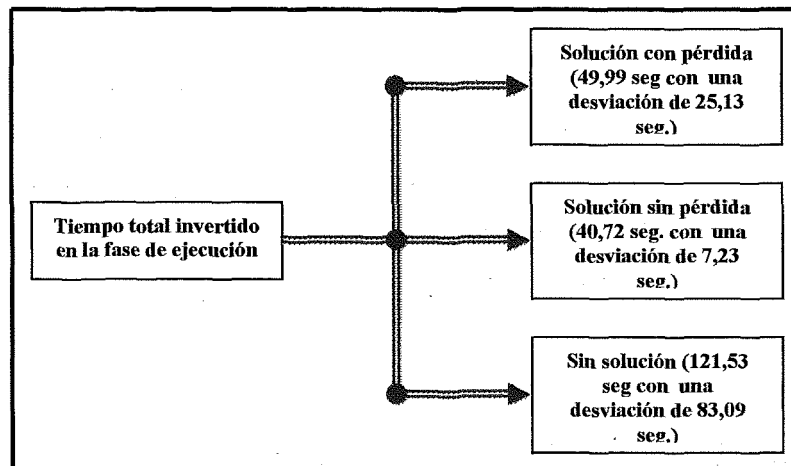 Solución con pérdida
(49,99 seg con una
desviación de 25,13
seg.)
Tiempo total invertido
en la fase de ejecución
Solución sin pérdida
(40,72 seg. con una
desviación de 7,23
seg.)
Sin solución (121,53
seg con una
desviación de 83,09
seg.)